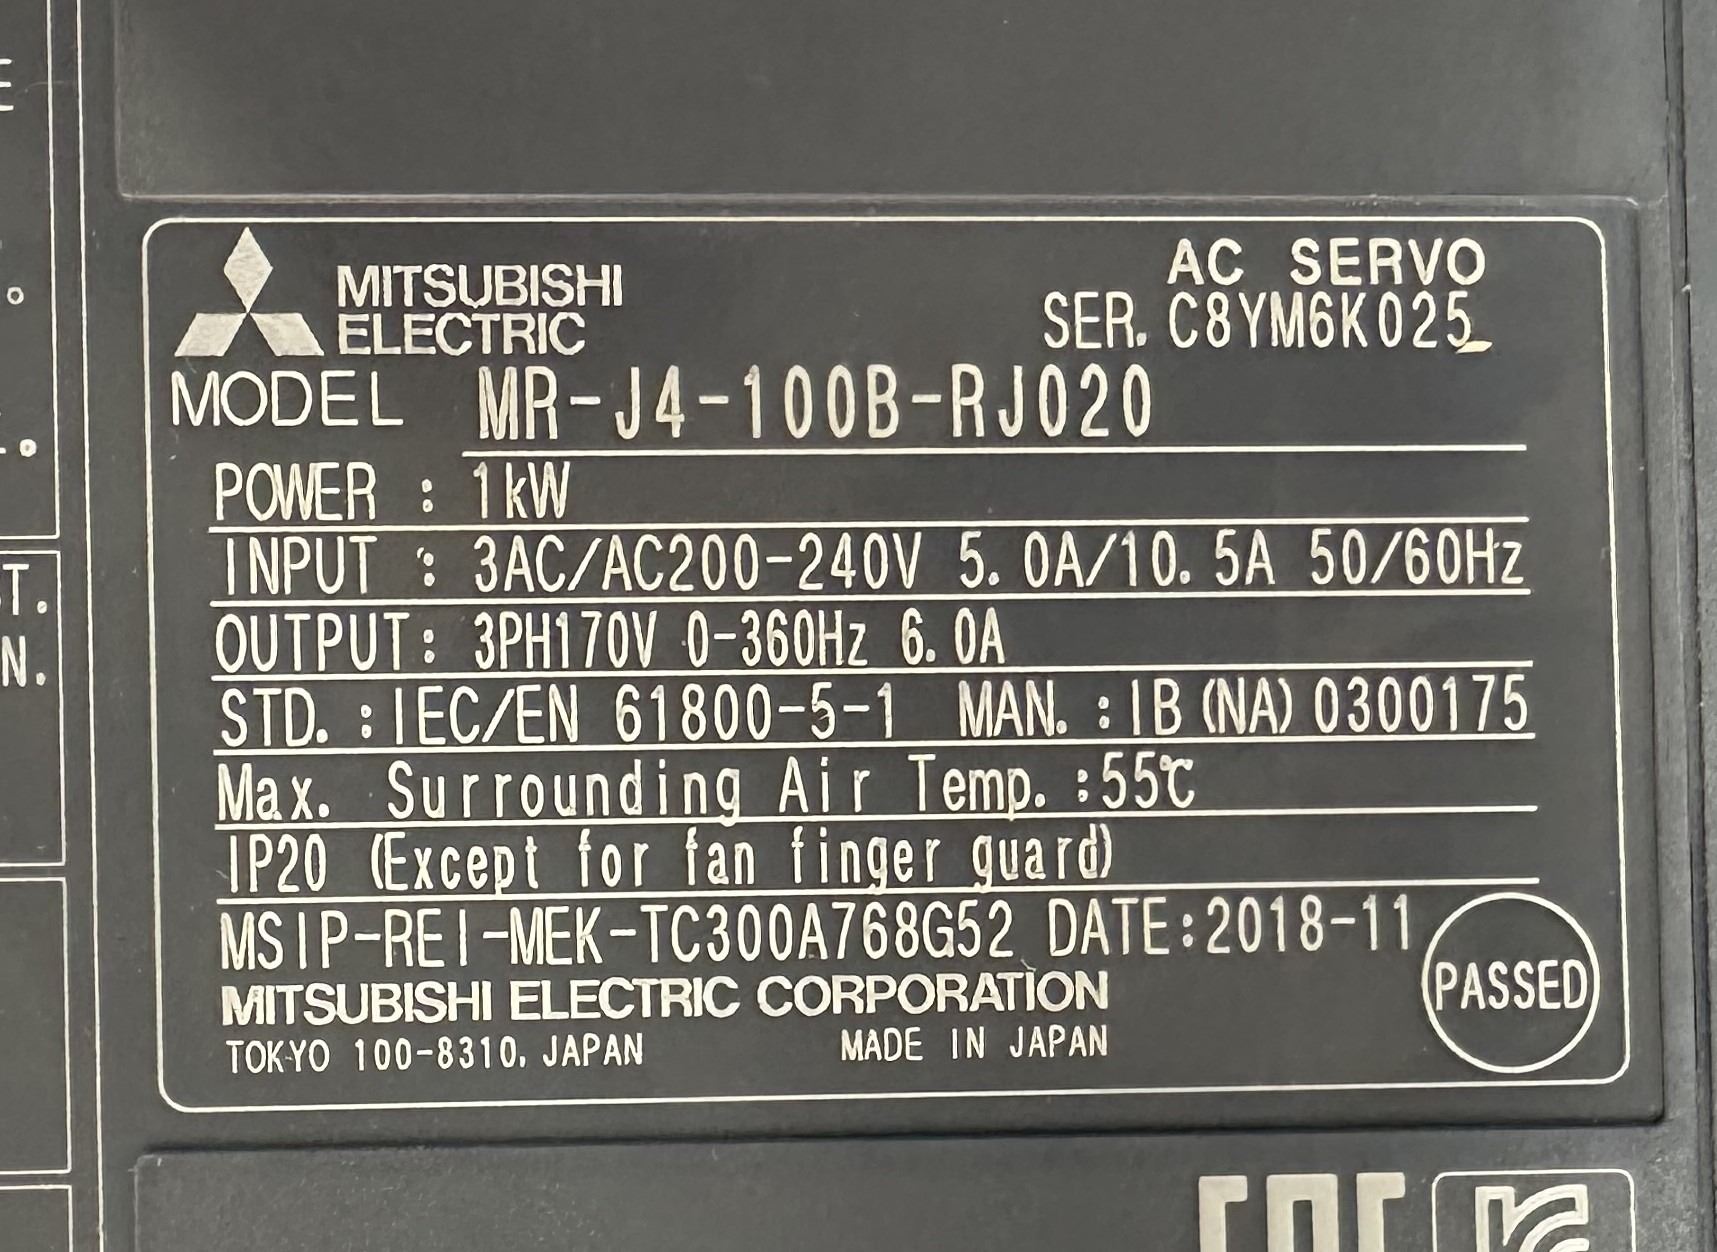 E
T.
N.
MITSUBISHI
ELECTRIC
AC SERVO
SER. C8YM6K025
MODEL MR-J4-100B-RJ020
POWER : 1kW
INPUT : 3AC/AC200-240V 5.0A/10.5A 50/60Hz
OUTPUT: 3PH170V 0-360Hz 6.0A
STD. :IEC/EN 61800-5-1 MAN. :IB(NA)0300175
Max. Surrounding Air Temp. :55℃
IP20 (Except for fan finger guard)
MSIP-REI-MEK-TC300A768G52 DATE:2018-11
PASSED
MITSUBISHI ELECTRIC CORPORATION
TOKYO 100-8310, JAPAN MADE IN JAPAN